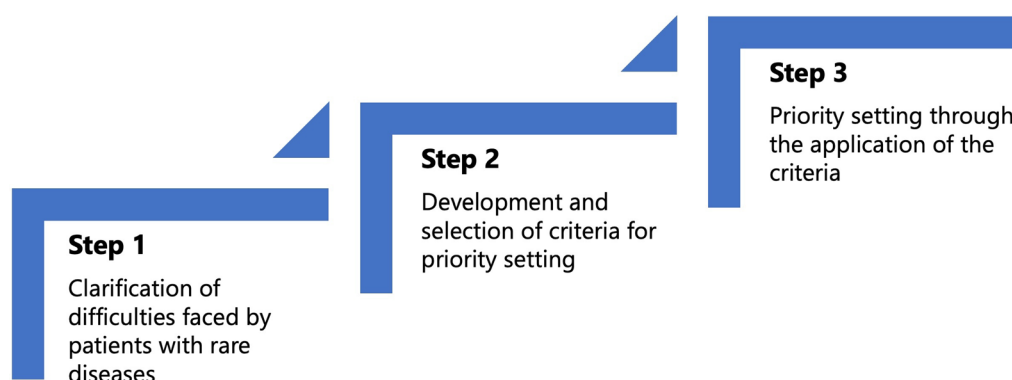 Step 1
Clarification of
difficulties faced by
patients with rare
diseases
Step 2
Development and
selection of criteria for
priority setting
Step 3
Priority setting through
the application of the
criteria